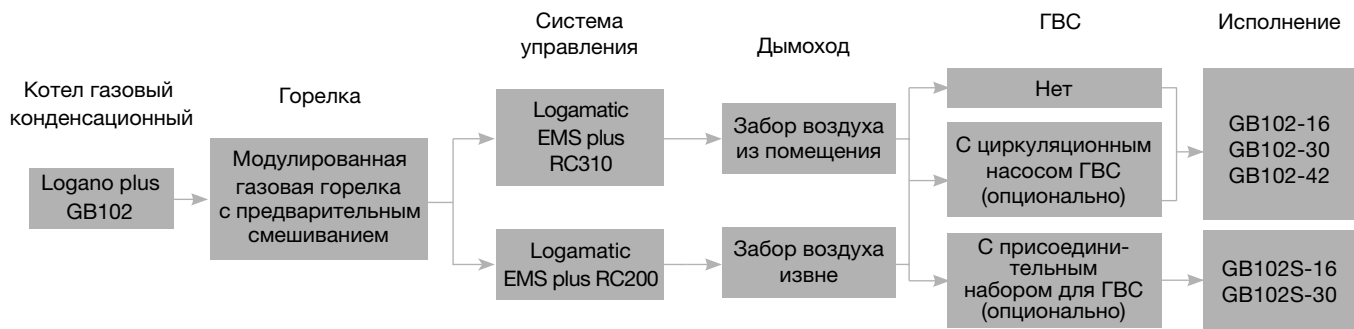 Котел газовый
конденсационный
Logano plus
GB102
Горелка
Модулированная
газовая горелка
с предварительным
смешиванием
Система
управления
Logamatic
EMS plus
RC310
Logamatic
EMS plus RC200
Дымоход
Забор воздуха
из помещения
Забор воздуха
извне
ГВС
Нет
С циркуляционным
насосом ГВС
(опционально)
С присоедини-
тельным
набором для ГВС
(опционально)
Исполнение
GB102-16
GB102-30
GB102-42
GB102S-16
GB102S-30